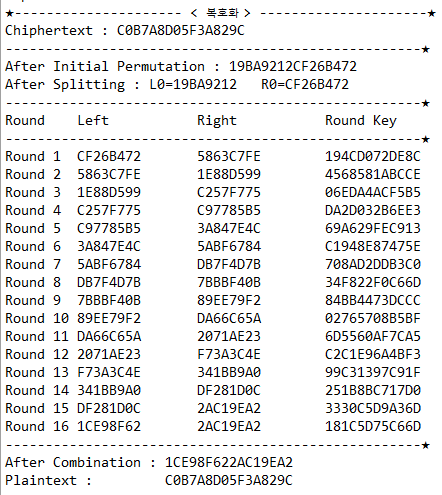 ★---------------------- < 복호화 > ----------------------★
Chiphertext : C0B7A8D05F3A829C
-----------------------------------------------------★
After Initial Permutation : 19BA9212CF26B472
After Splitting : L0=19BA9212   R0=CF26B472
-----------------------------------------------------★
Round    Left           Right           Round Key
-----------------------------------------------------★
Round 1  CF26B472       5863C7FE        194CD072DE8C
Round 2  5863C7FE       1E88D599        4568581ABCCE
Round 3  1E88D599       C257F775        06EDA4ACF5B5
Round 4  C257F775       C97785B5        DA2D032B6EE3
Round 5  C97785B5       3A847E4C        69A629FEC913
Round 6  3A847E4C       5ABF6784        C1948E87475E
Round 7  5ABF6784       DB7F4D7B        708AD2DDB3C0
Round 8  DB7F4D7B       7BBBF40B        34F822F0C66D
Round 9  7BBBF40B       89EE79F2        84BB4473DCCC
Round 10 89EE79F2       DA66C65A        02765708B5BF
Round 11 DA66C65A       2071AE23        6D5560AF7CA5
Round 12 2071AE23       F73A3C4E        C2C1E96A4BF3
Round 13 F73A3C4E       341BB9A0        99C31397C91F
Round 14 341BB9A0       DF281D0C        251B8BC717D0
Round 15 DF281D0C       2AC19EA2        3330C5D9A36D
Round 16 1CE98F62       2AC19EA2        181C5D75C66D
-----------------------------------------------------★
After Combination : 1CE98F622AC19EA2
Plaintext :         C0B7A8D05F3A829C